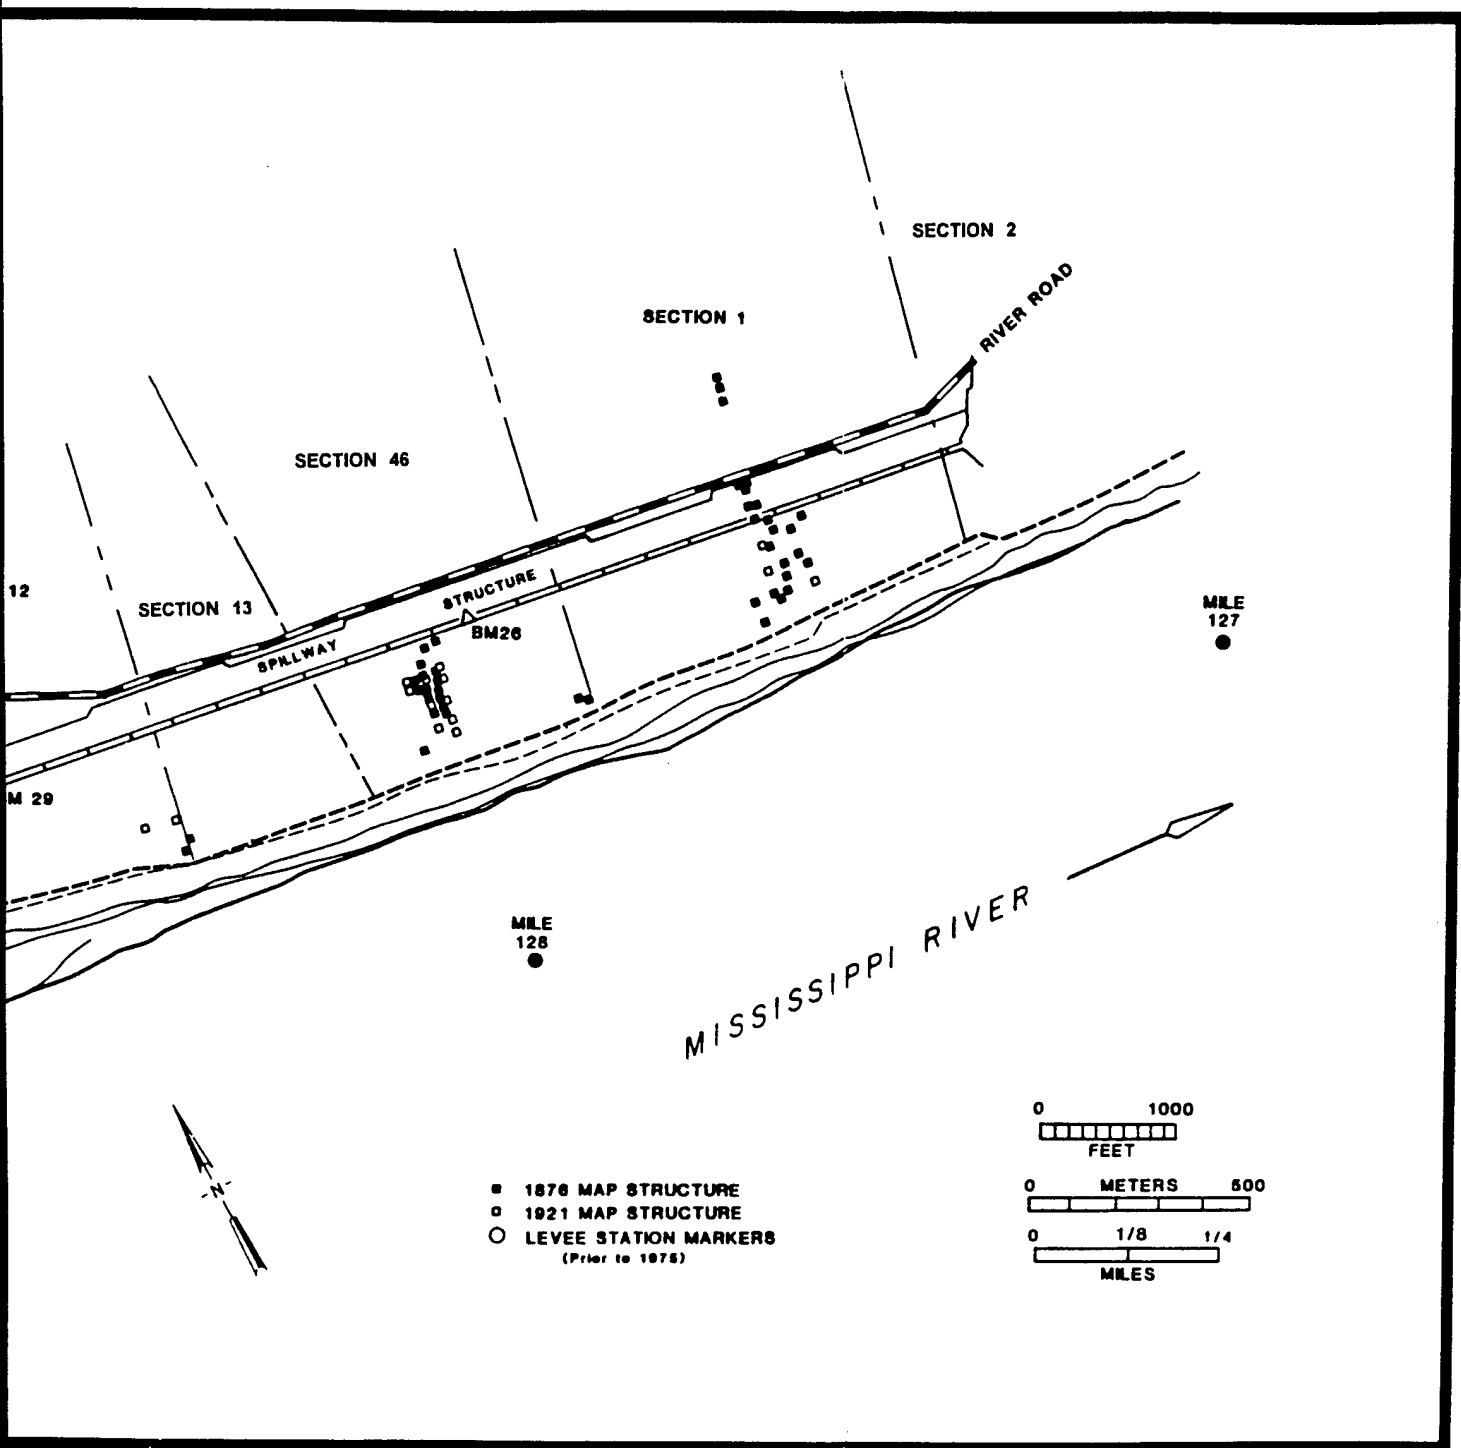 SECTION 2
RIVER ROAD
SECTION 1
SECTION 46
12
SECTION 13
STRUCTURE
SPILLWAY
BM26
MILE
127
M 29
MILE
128
MISSISSIPPI RIVER
N
0 1000
FEET
0 METERS 500
0 1/8 1/4
MILES
1876 MAP STRUCTURE
1921 MAP STRUCTURE
LEVEE STATION MARKERS
(Prior to 1975)